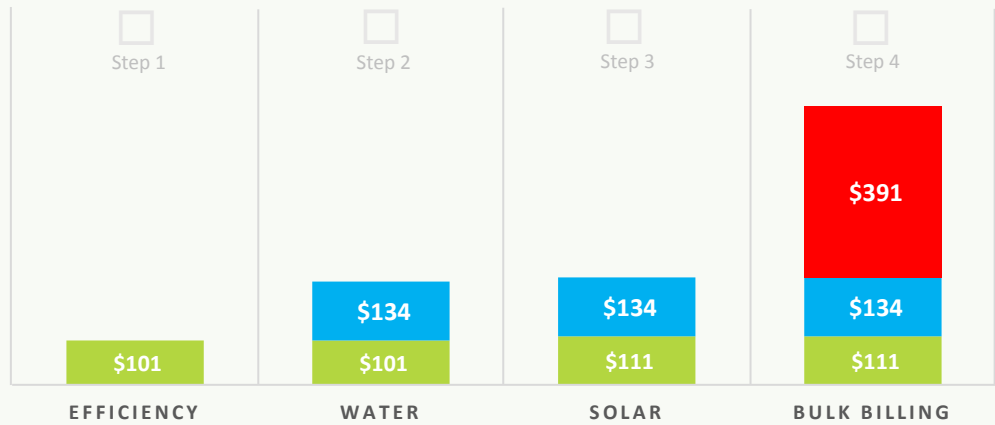 Step 1
Step 2
Step 3
Step 4
$391
$134
$134
$134
$101
$101
$111
$111
EFFICIENCY
WATER
SOLAR
BULK BILLING